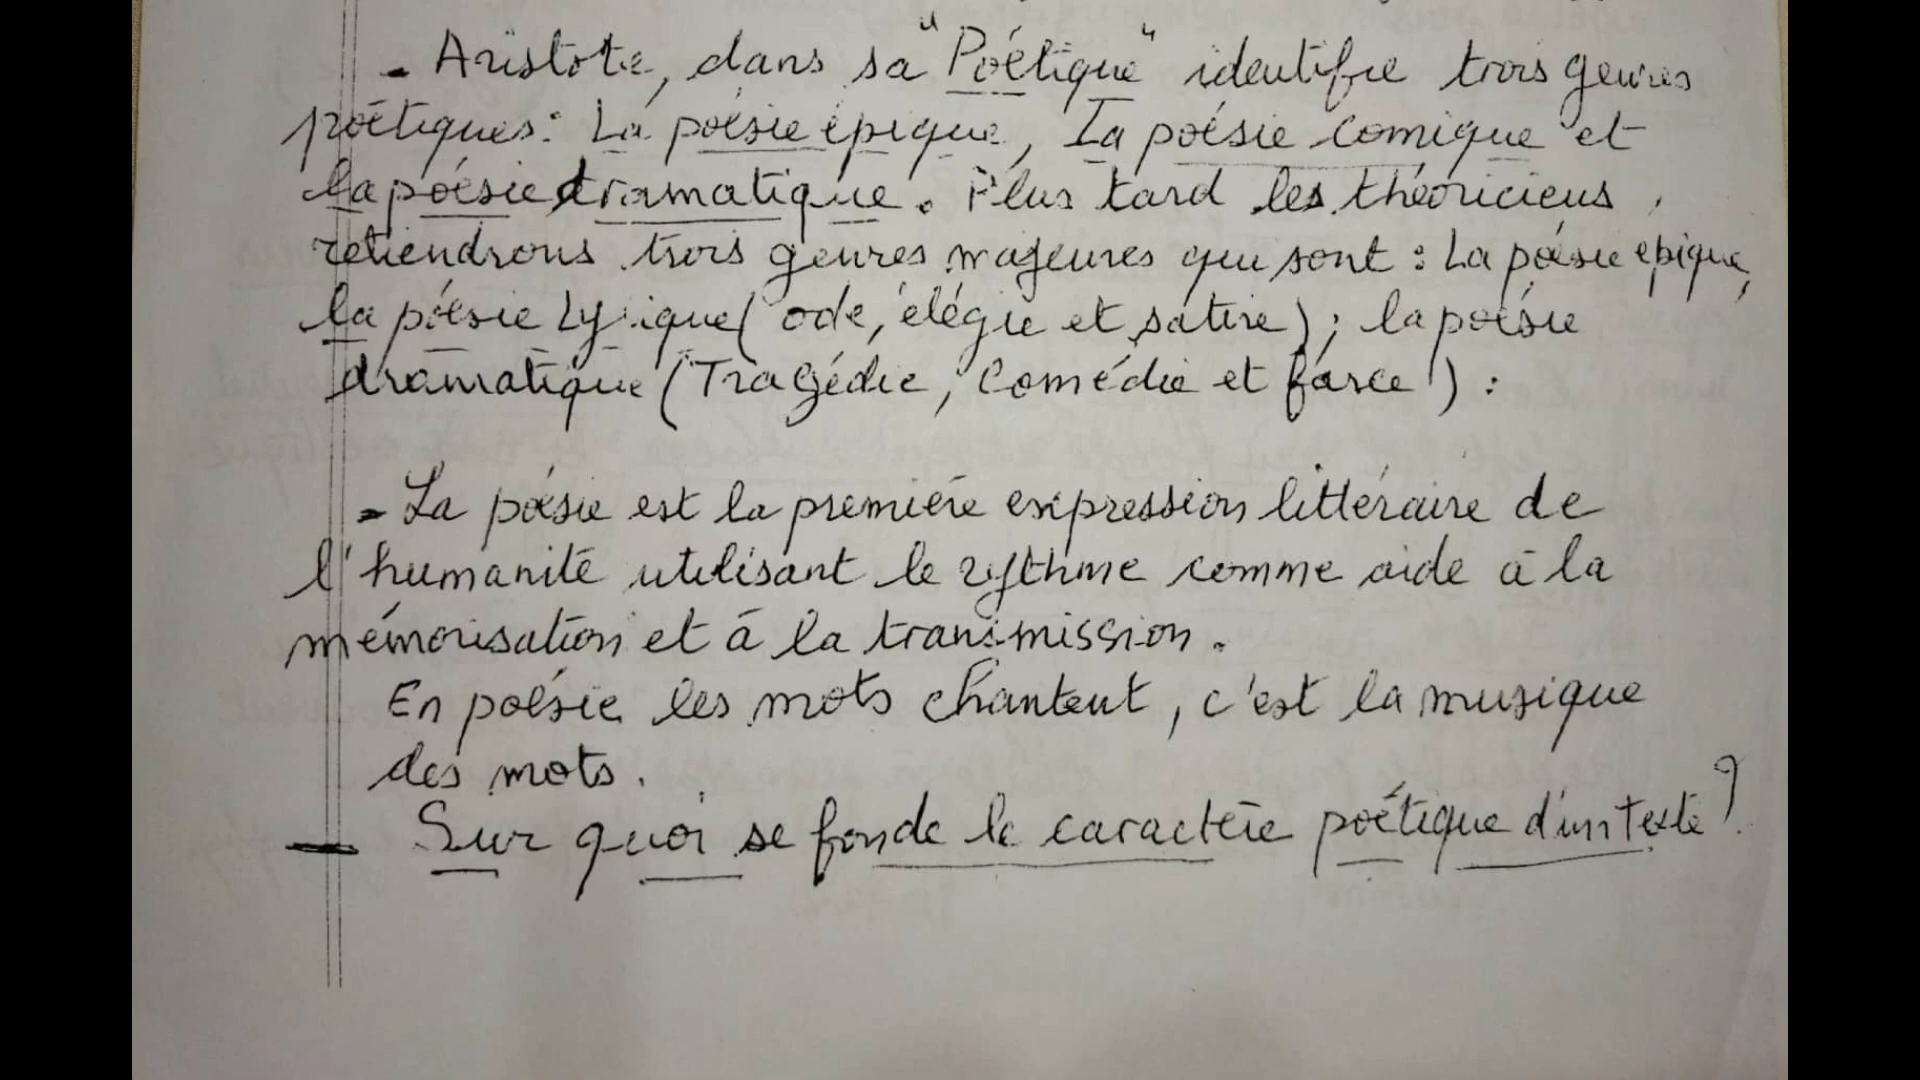 - Aristote, dans sa "Poétique" identifie trois genres
poétiques: La poésie épique, La poésie comique et
la poésie dramatique. Plus tard les théoriciens,
retiendrons trois genres majeures qui sont : La poésie epique,
la poésie Lyrique ( ode, élégie et satire) ; la poésie
dramatique (Tragédie, Comédie et farce) :
- La poésie est la première expression littéraire de
l'humanité utilisant le rythme comme aide à la
mémorisation et à la transmission.
En poésie les mots chantent, c'est la musique
des mots.
- Sur quoi se fonde le caractère poétique d'un texte ?